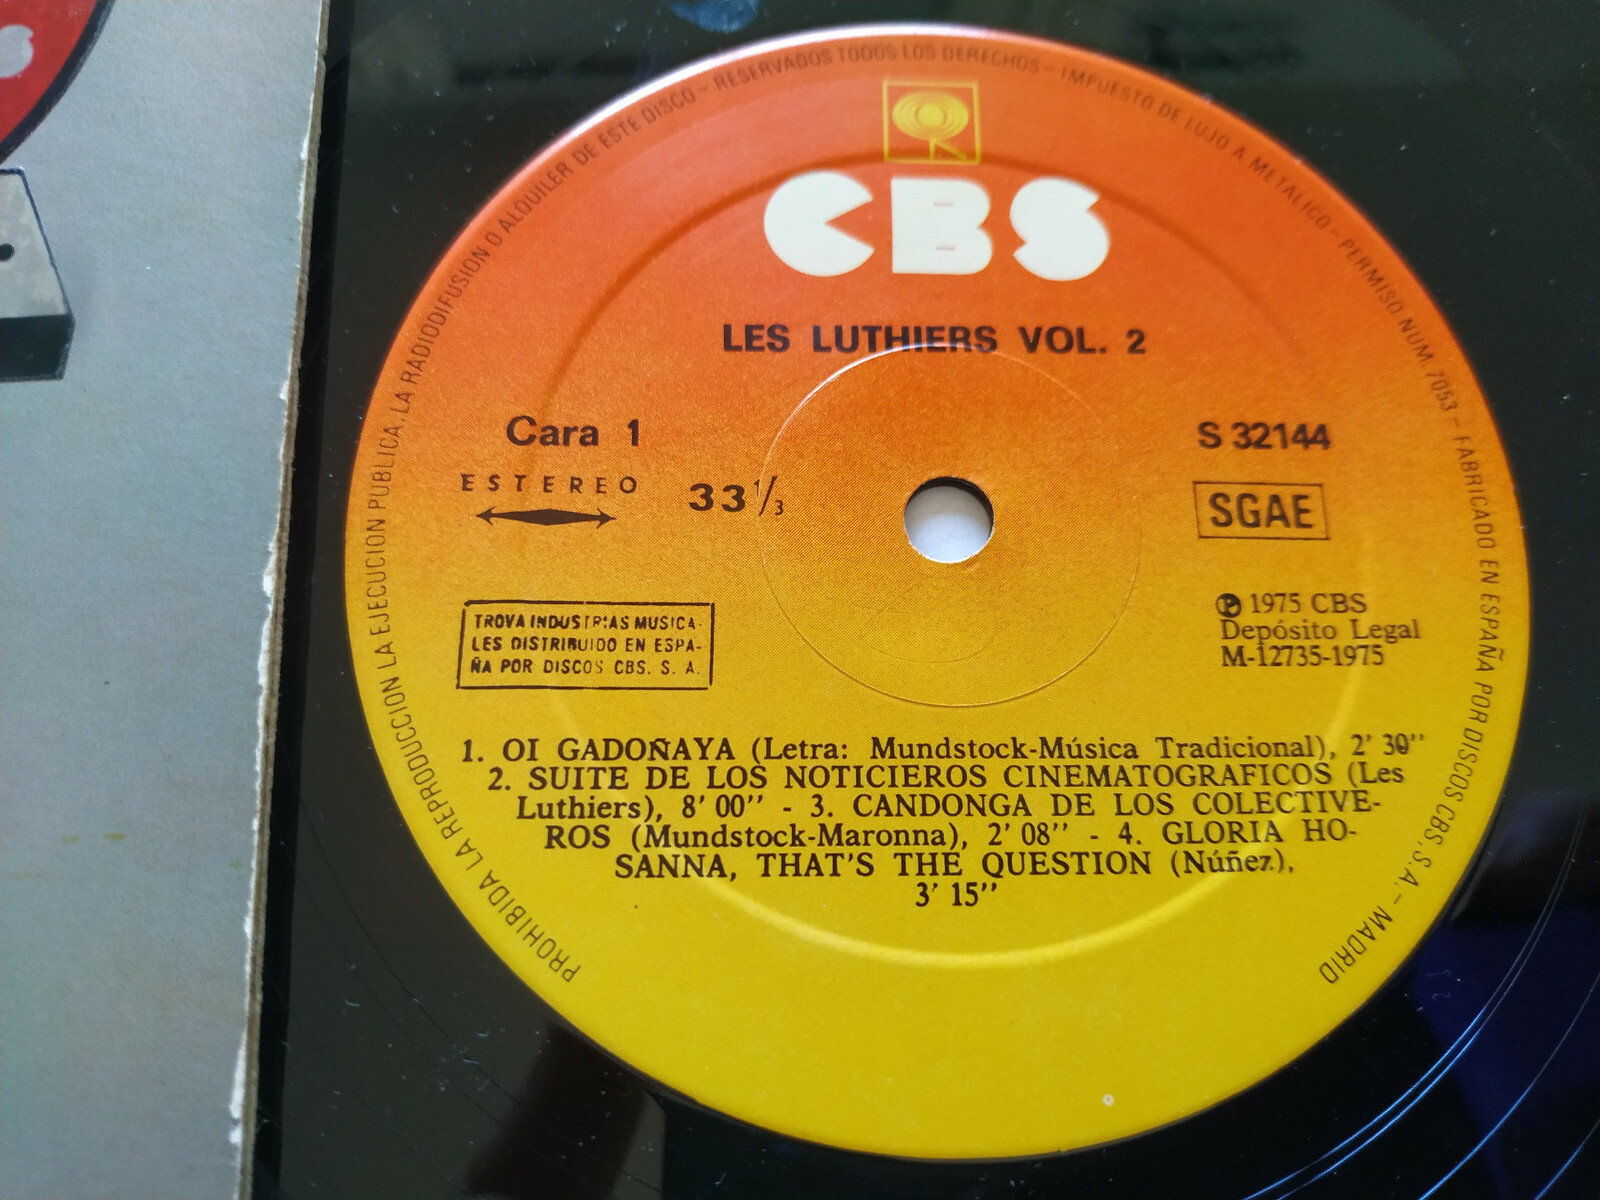 S
PROHIBIDA LA REPRODUCCION LA EJECUCION PUBLICA, LA RADIODIFUSION O ALQUILER DE ESTE DISCO - RESERVADOS TODOS LOS DERECHOS - IMPUESTO DE LUJO A METALICO - PERMISO NUM. 7053 - FABRICADO EN ESPAÑA POR DISCOS CBS, S. A. - MADRID
CBS
LES LUTHIERS VOL. 2
Cara 1
ESTEREO
33 1/3
S 32144
SGAE
TROVA INDUSTRIAS MUSICA-
LES DISTRIBUIDO EN ESPA-
ÑA POR DISCOS CBS. S. A.
Ⓟ 1975 CBS
Depósito Legal
M-12735-1975
1. OI GADOÑAYA (Letra: Mundstock-Música Tradicional), 2' 30''
2. SUITE DE LOS NOTICIEROS CINEMATOGRAFICOS (Les
Luthiers), 8' 00'' - 3. CANDONGA DE LOS COLECTIVE-
ROS (Mundstock-Maronna), 2' 08'' - 4. GLORIA HO-
SANNA, THAT'S THE QUESTION (Núñez),
3' 15''